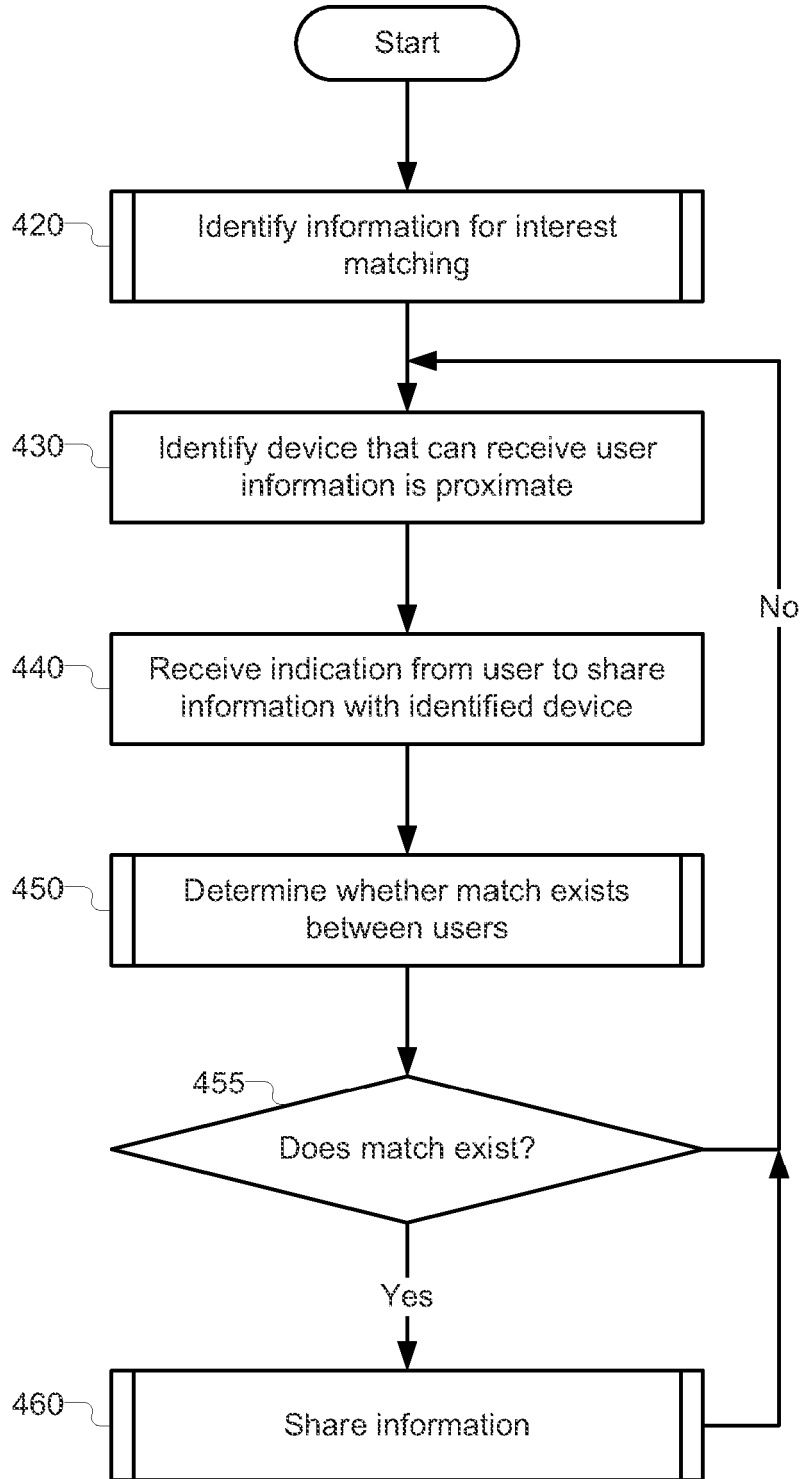 Start
420
Identify information for interest
matching
430
Identify device that can receive user
information is proximate
No
440
Receive indication from user to share
information with identified device
450
Determine whether match exists
between users
455
Does match exist?
Yes
460
Share information